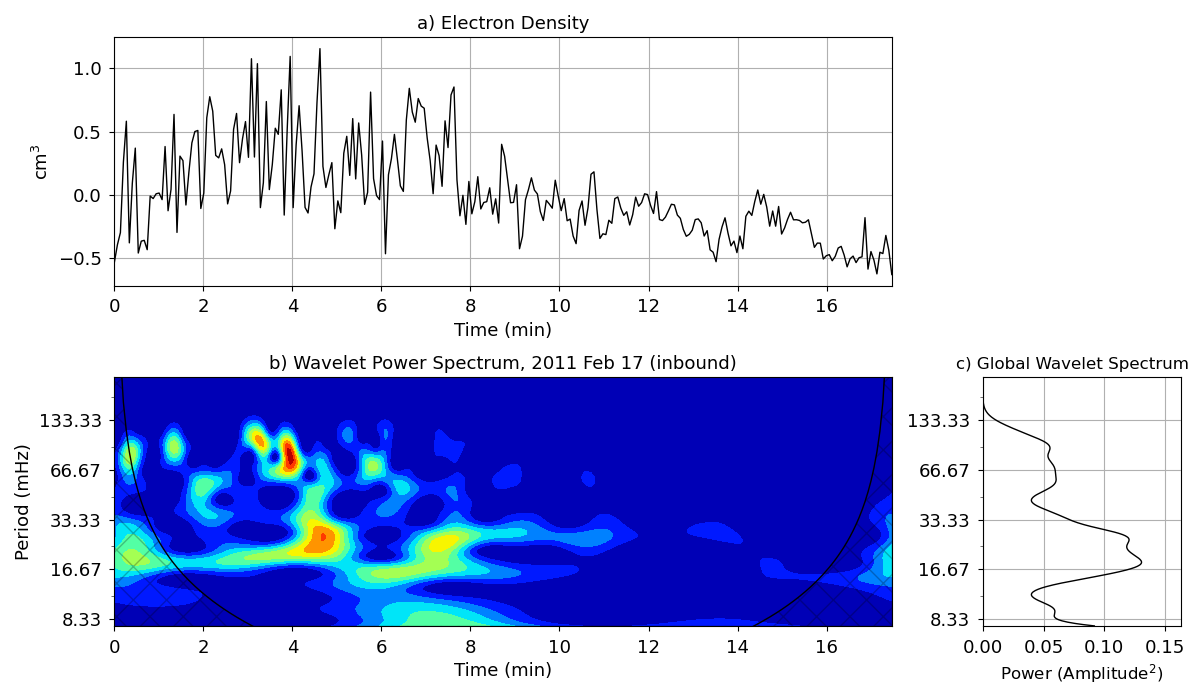 a) Electron Density
1.0
0.5
0.0
−0.5
cm³
0 2 4 6 8 10 12 14 16
Time (min)
b) Wavelet Power Spectrum, 2011 Feb 17 (inbound)
133.33
66.67
33.33
16.67
8.33
Period (mHz)
0 2 4 6 8 10 12 14 16
Time (min)
c) Global Wavelet Spectrum
133.33
66.67
33.33
16.67
8.33
0.00 0.05 0.10 0.15
Power (Amplitude²)